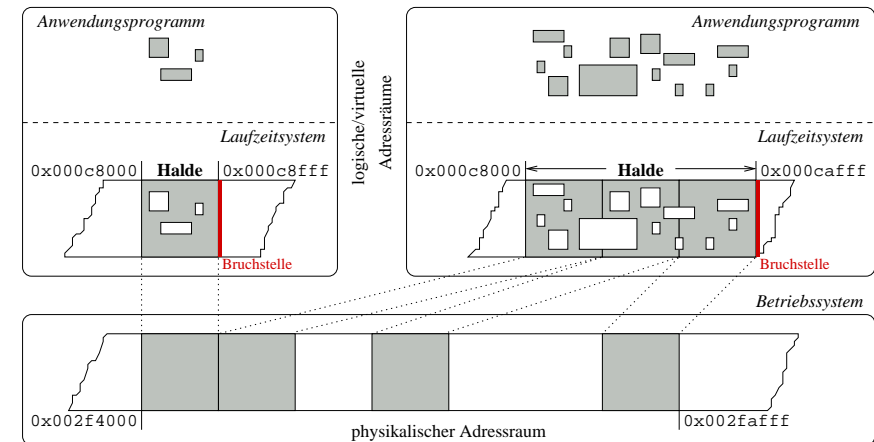 Anwendungsprogramm
Laufzeitsystem
0x000c8000
Halde
0x000c8fff
Bruchstelle
logische/virtuelle
Adressräume
Anwendungsprogramm
Laufzeitsystem
0x000c8000
Halde
0x000cafff
Bruchstelle
Betriebssystem
0x002f4000
physikalischer Adressraum
0x002fafff